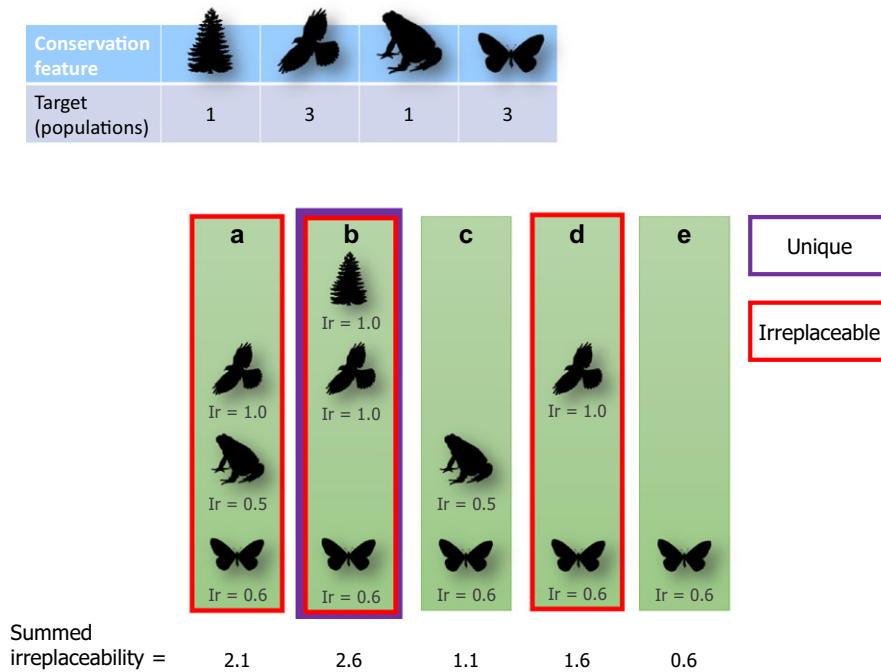 Conservation
feature
Target
(populations)
1 3 1 3
a b c d e
Unique
Ir = 1.0
Irreplaceable
Ir = 1.0 Ir = 1.0 Ir = 1.0
Ir = 0.5 Ir = 0.5
Ir = 0.6 Ir = 0.6 Ir = 0.6 Ir = 0.6 Ir = 0.6
Summed
irreplaceability = 2.1 2.6 1.1 1.6 0.6